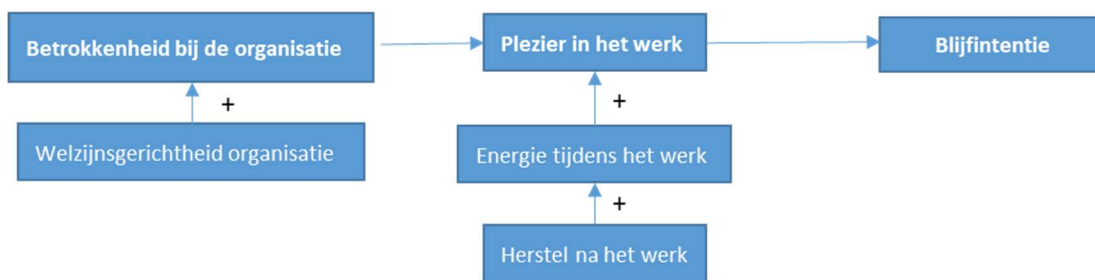 Betrokkenheid bij de organisatie
Plezier in het werk
Blijfintentie
+
+
Welzijnsgerichtheid organisatie
Energie tijdens het werk
+
Herstel na het werk